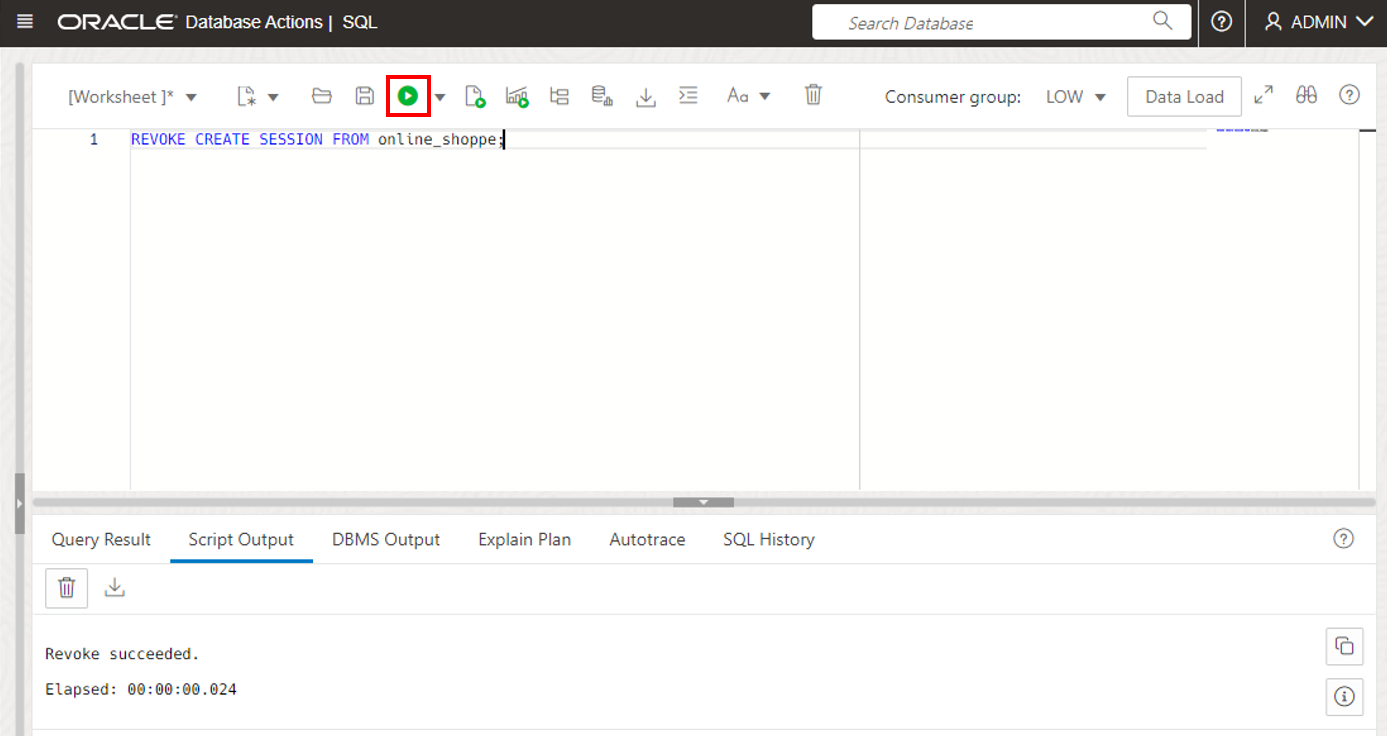 ORACLE Database Actions | SQL
Search Database
ADMIN
[Worksheet ]*
Aa
Consumer group: LOW
Data Load
1 REVOKE CREATE SESSION FROM online_shoppe;
Query Result Script Output DBMS Output Explain Plan Autotrace SQL History
Revoke succeeded.
Elapsed: 00:00:00.024